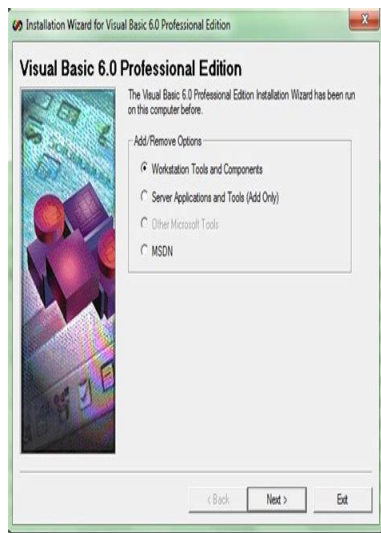 Installation Wizard for Visual Basic 6.0 Professional Edition
Visual Basic 6.0 Professional Edition
The Visual Basic 6.0 Professional Edition Installation Wizard has been run
on this computer before.
Add/Remove Options
Workstation Tools and Components
Server Applications and Tools (Add Only)
Other Microsoft Tools
MSDN
< Back
Next >
Exit